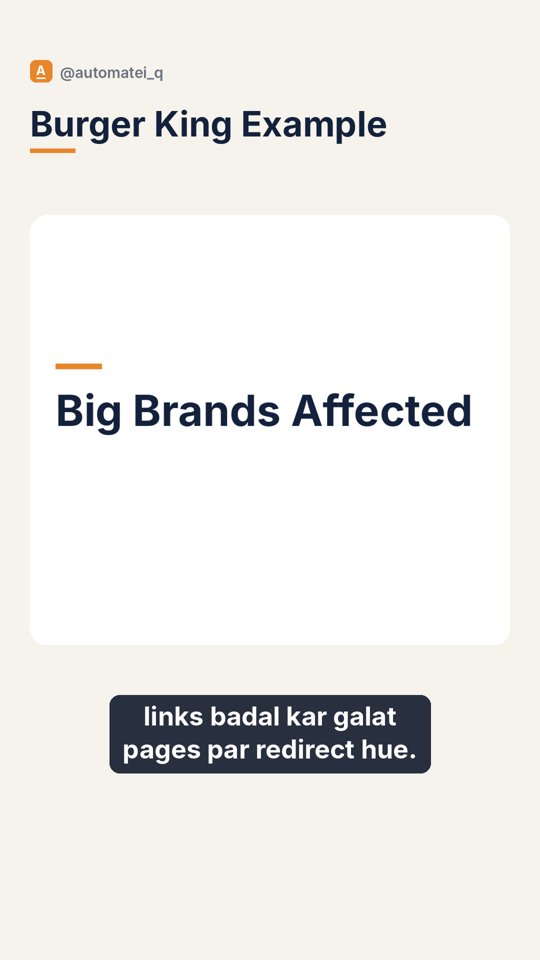 A
@automatei_q
Burger King Example
Big Brands Affected
links badal kar galat
pages par redirect hue.